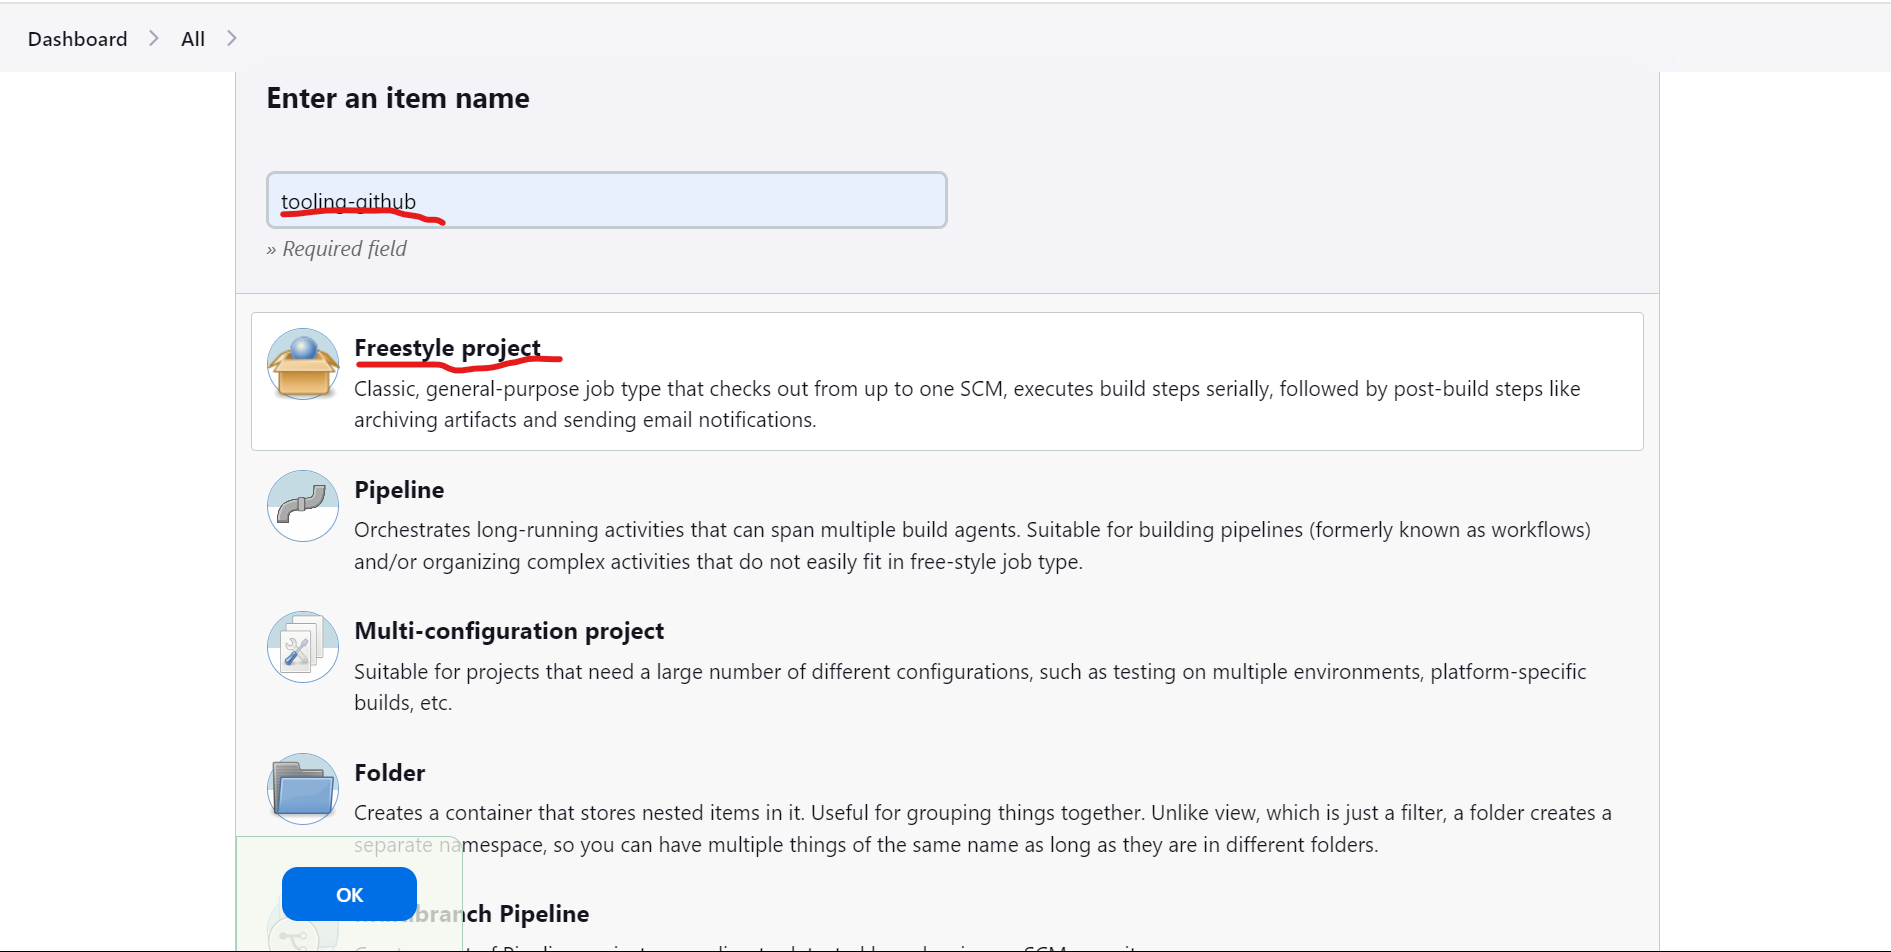 Dashboard > All >
Enter an item name
tooling-github
» Required field
Freestyle project
Classic, general-purpose job type that checks out from up to one SCM, executes build steps serially, followed by post-build steps like
archiving artifacts and sending email notifications.
Pipeline
Orchestrates long-running activities that can span multiple build agents. Suitable for building pipelines (formerly known as workflows)
and/or organizing complex activities that do not easily fit in free-style job type.
Multi-configuration project
Suitable for projects that need a large number of different configurations, such as testing on multiple environments, platform-specific
builds, etc.
Folder
Creates a container that stores nested items in it. Useful for grouping things together. Unlike view, which is just a filter, a folder creates a
separate namespace, so you can have multiple things of the same name as long as they are in different folders.
OK
Multibranch Pipeline